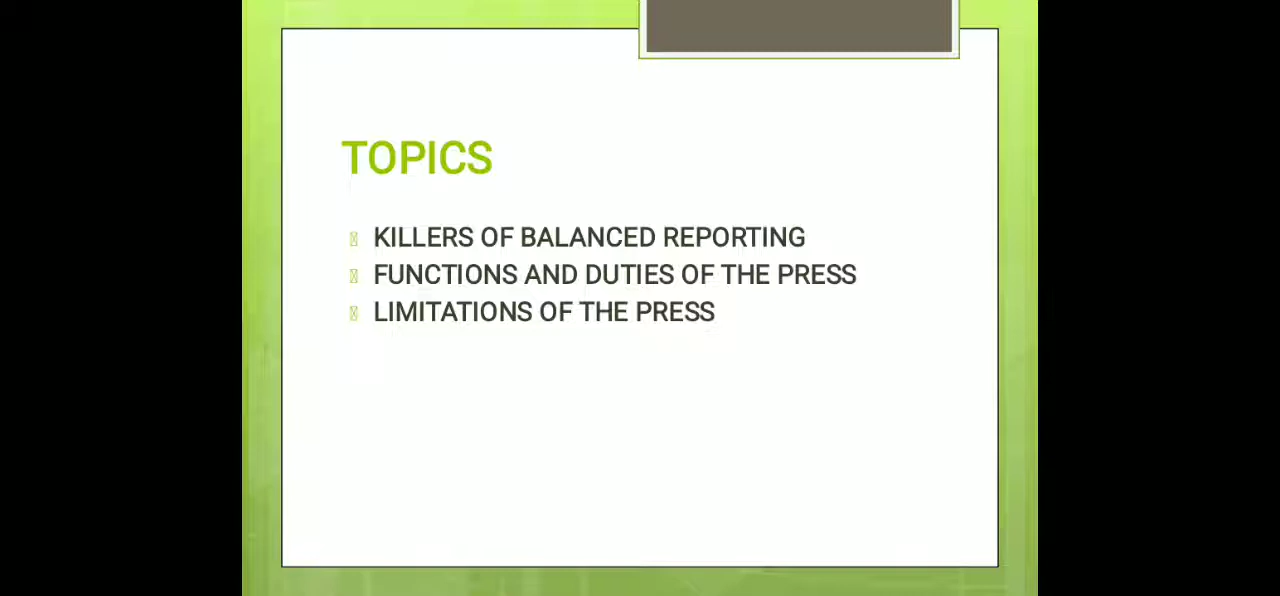 TOPICS
KILLERS OF BALANCED REPORTING
FUNCTIONS AND DUTIES OF THE PRESS
LIMITATIONS OF THE PRESS